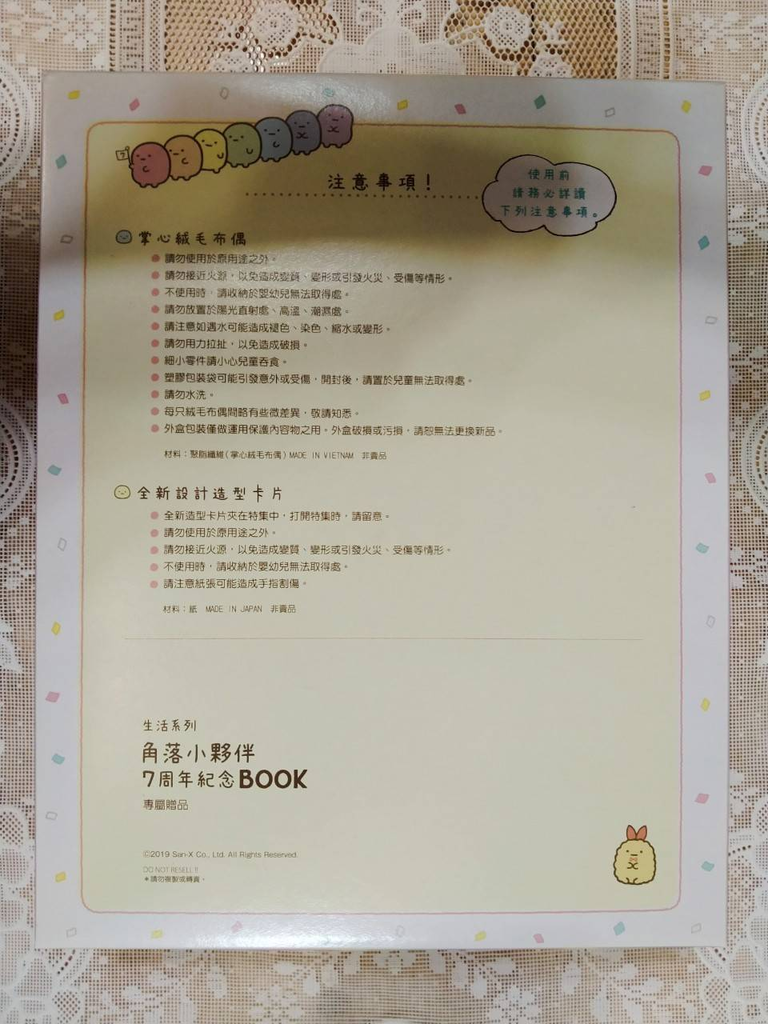 注意事項！
使用前
請務必詳讀
下列注意事項。
掌心絨毛布偶
請勿使用於原用途之外。
請勿接近火源，以免造成變質、變形或引發火災、受傷等情形。
不使用時，請收納於嬰幼兒無法取得處。
請勿放置於陽光直射處、高溫、潮濕處。
請注意如遇水可能造成褪色、染色、縮水或變形。
請勿用力拉扯，以免造成破損。
細小零件請小心兒童吞食。
塑膠包裝袋可能引發意外或受傷，開封後，請置於兒童無法取得處。
請勿水洗。
每只絨毛布偶間略有些微差異，敬請知悉。
外盒包裝僅做運用保護內容物之用。外盒破損或污損，請恕無法更換新品。
材料：聚脂纖維（掌心絨毛布偶）MADE IN VIETNAM 非賣品
全新設計造型卡片
全新造型卡片夾在特集中，打開特集時，請留意。
請勿使用於原用途之外。
請勿接近火源，以免造成變質、變形或引發火災、受傷等情形。
不使用時，請收納於嬰幼兒無法取得處。
請注意紙張可能造成手指割傷。
材料：紙 MADE IN JAPAN 非賣品
生活系列
角落小夥伴
7周年紀念BOOK
專屬贈品
©2019 San-X Co., Ltd. All Rights Reserved.
DO NOT RESELL !!
＊請勿複製或轉賣。